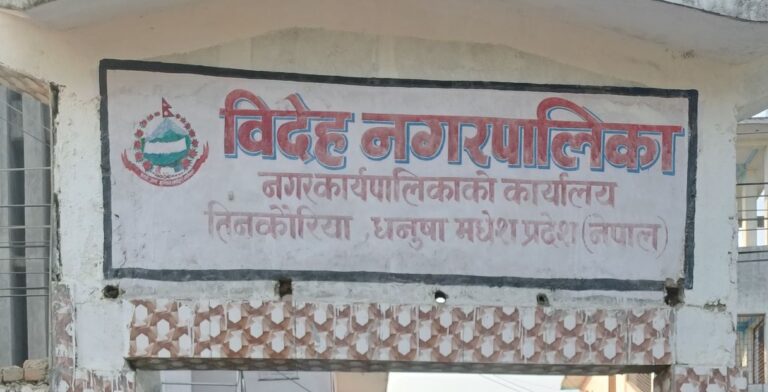 विदेह नगरपालिका
नगरकार्यपालिकाको कार्यालय
तिनकौरिया , धनुषा मधेश प्रदेश (नेपाल)